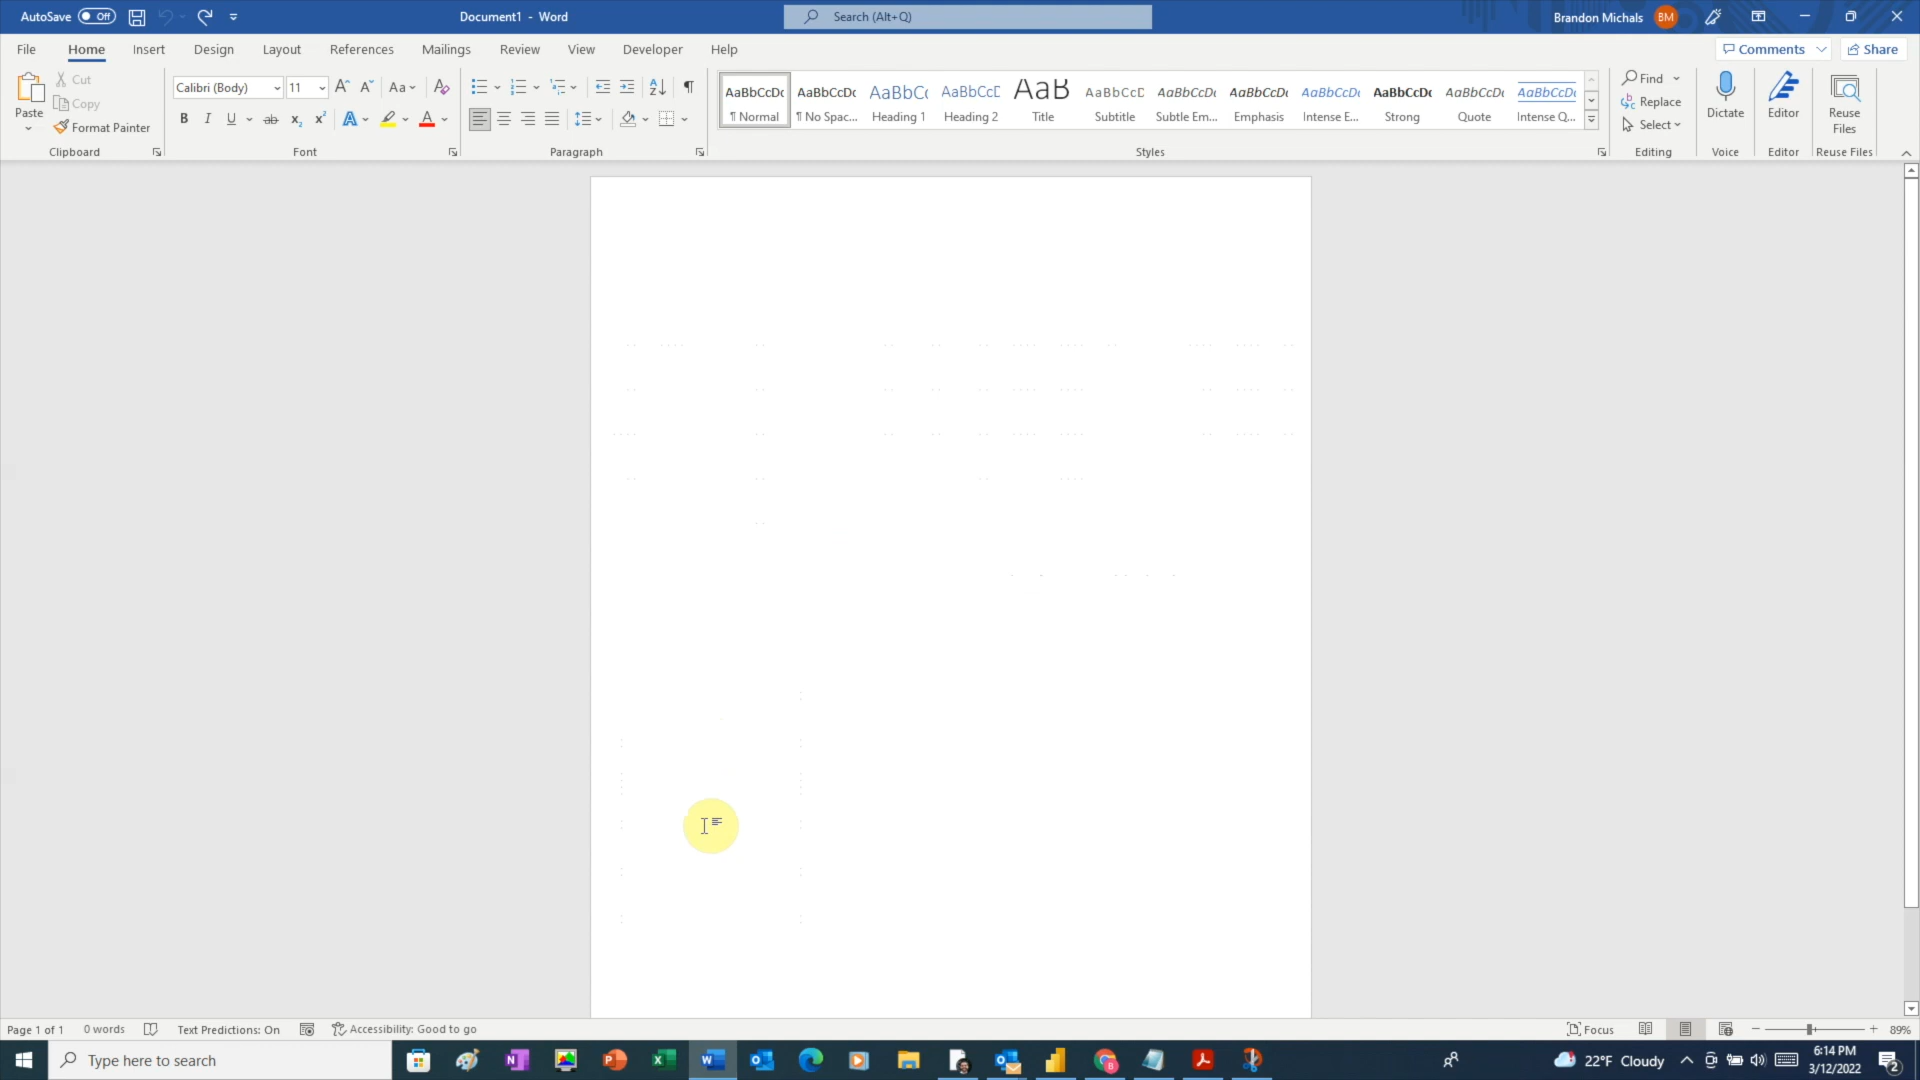 AutoSave Off Document1 - Word Search (Alt+Q) Brandon Michals BM
File Home Insert Design Layout References Mailings Review View Developer Help Comments Share
Paste Cut Copy Format Painter Clipboard
Calibri (Body) 11 Aa Font
Paragraph
AaBbCcDc AaBbCcDc AaBbC( AaBbCcE AaB AaBbCcD AaBbCcDc AaBbCcDc AaBbCcDc AaBbCcDc AaBbCcDc AaBbCcDc
¶ Normal ¶ No Spac... Heading 1 Heading 2 Title Subtitle Subtle Em... Emphasis Intense E... Strong Quote Intense Q...
Styles
Find Replace Select Editing
Dictate Voice
Editor Editor
Reuse Files Reuse Files
Page 1 of 1 0 words Text Predictions: On Accessibility: Good to go Focus 89%
Type here to search 22°F Cloudy 6:14 PM
3/12/2022 2